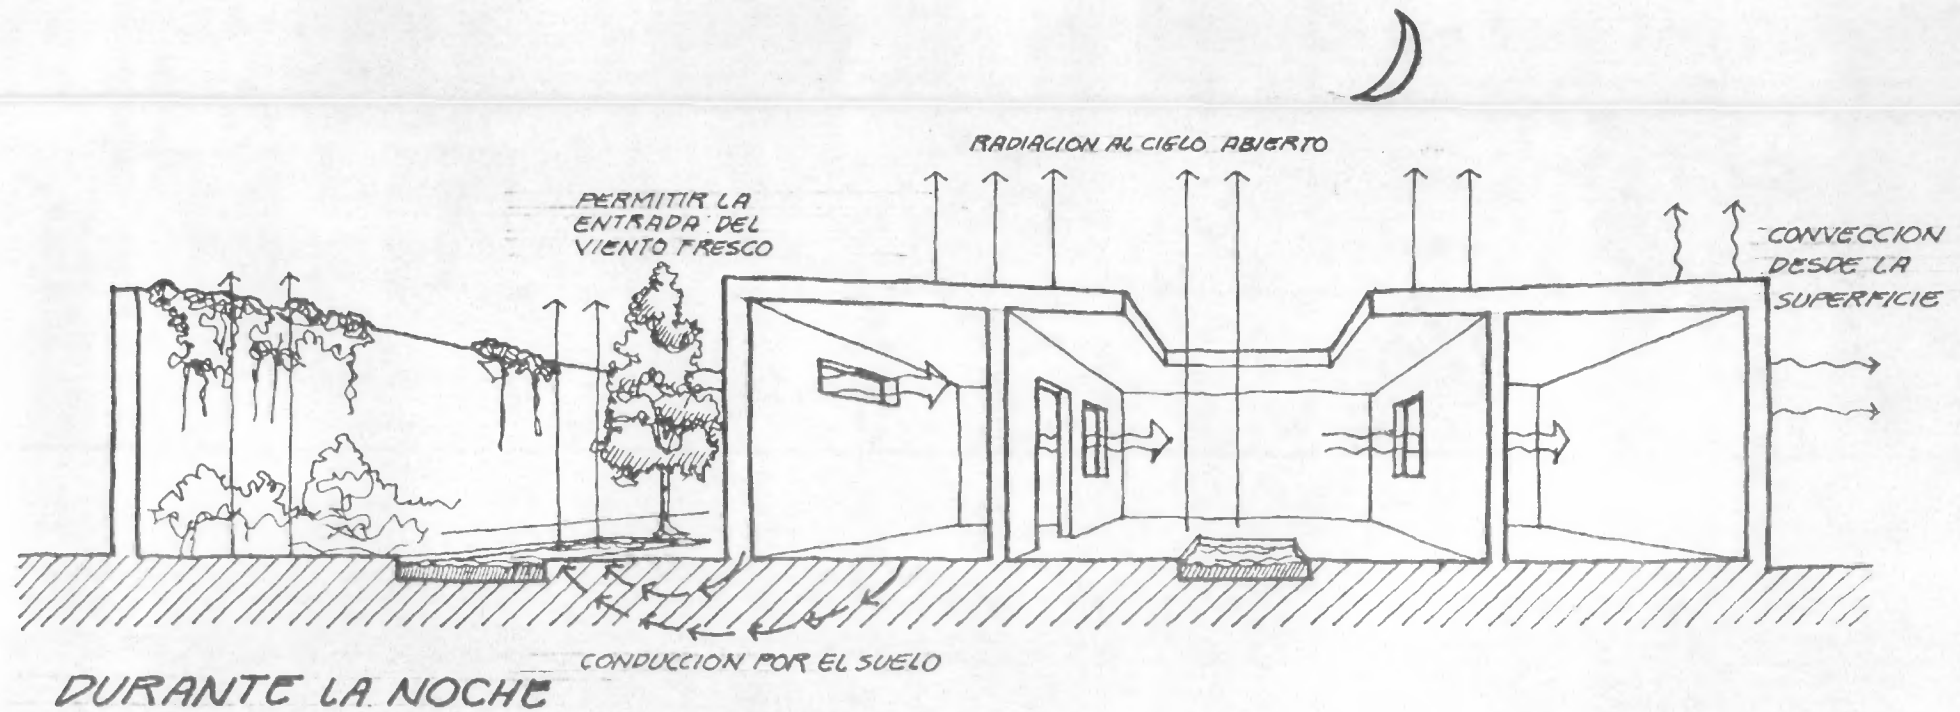 RADIACION AL CIELO ABIERTO
PERMITIR LA
ENTRADA DEL
VIENTO FRESCO
CONVECCION
DESDE LA
SUPERFICIE
CONDUCCION POR EL SUELO
DURANTE LA NOCHE